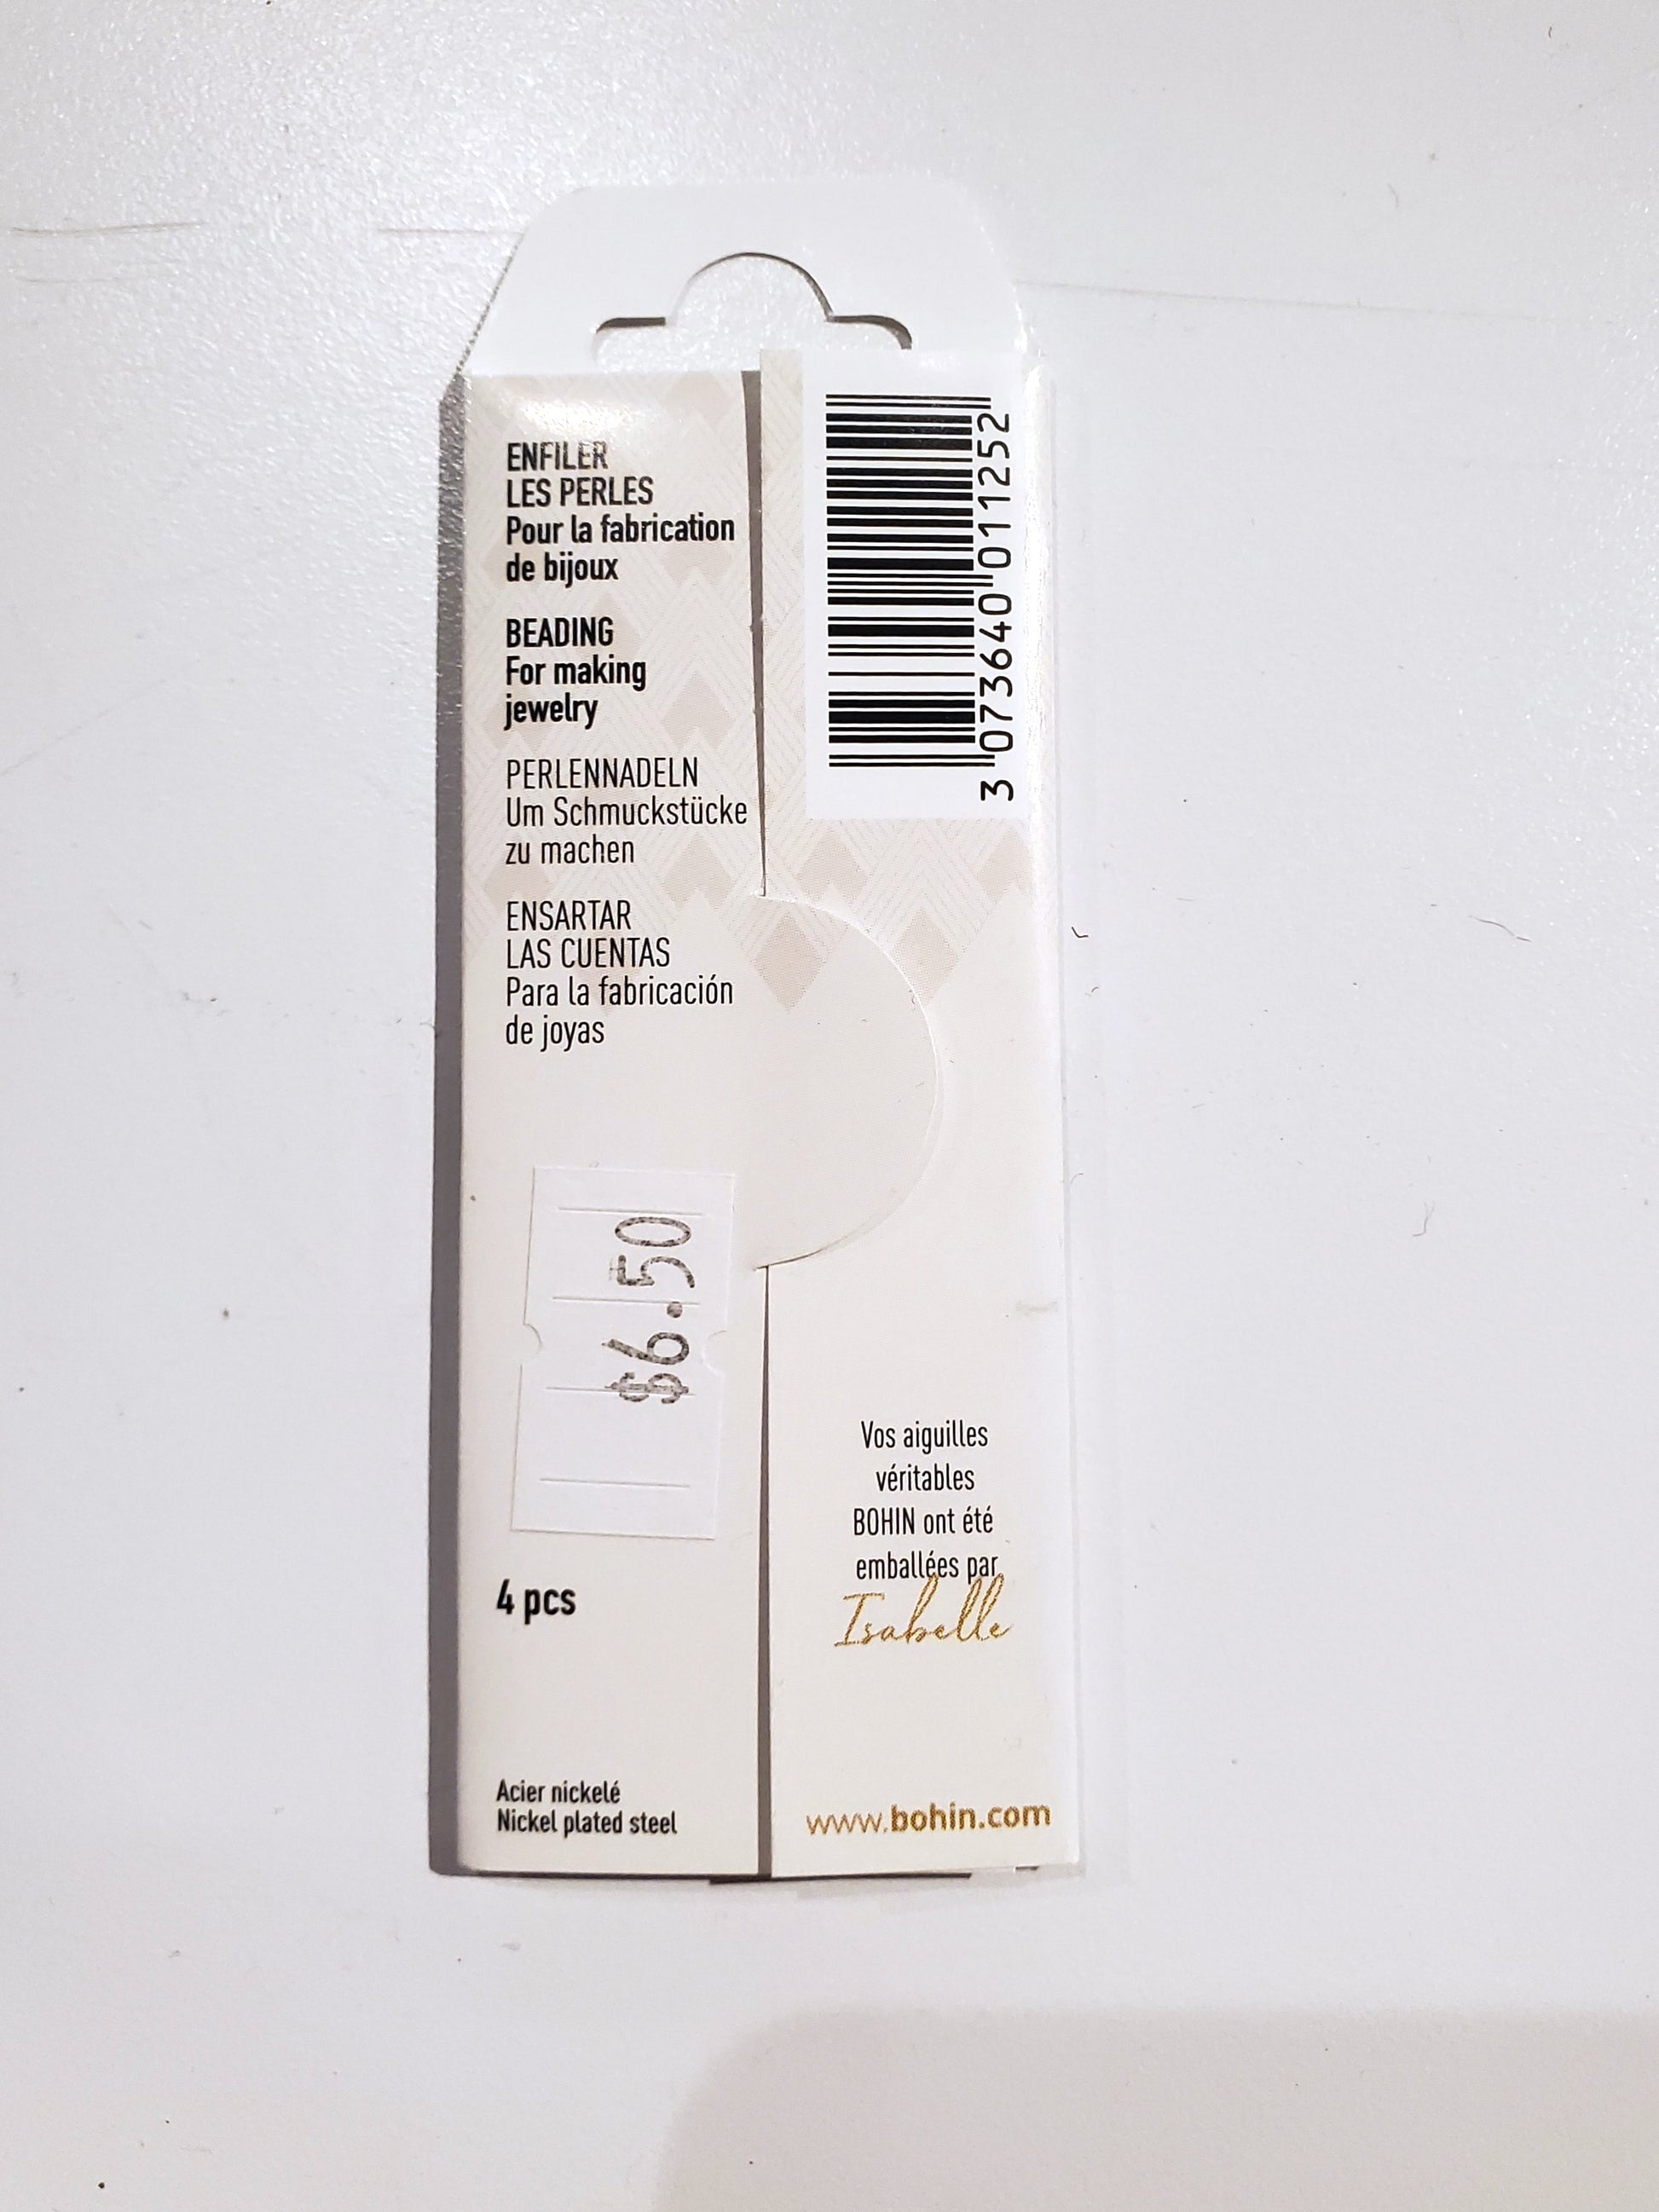 ENFILER
LES PERLES
Pour la fabrication
de bijoux
BEADING
For making
jewelry
PERLENNADELN
Um Schmuckstücke
zu machen
ENSARTAR
LAS CUENTAS
Para la fabricación
de joyas
$6.50
4 pcs
Acier nickelé
Nickel plated steel
3 073640 011252
Vos aiguilles
véritables
BOHIN ont été
emballées par
Isabelle
www.bohin.com